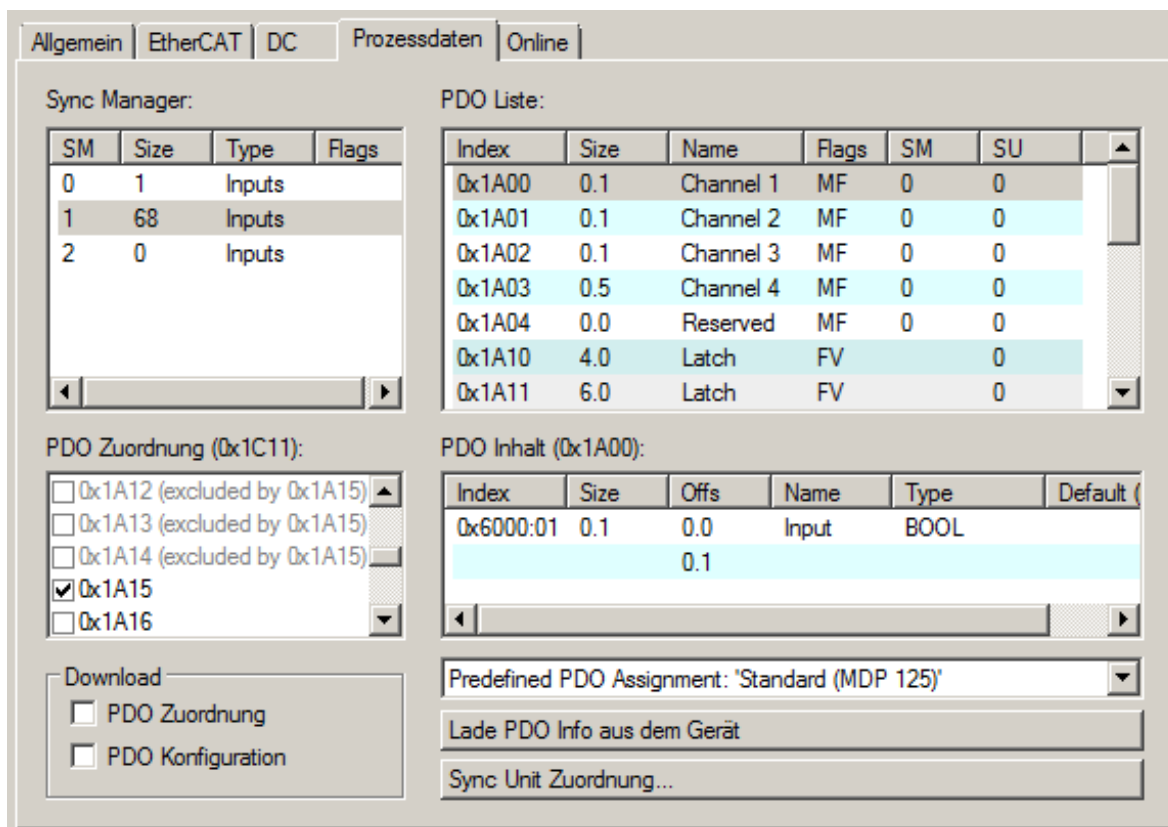 Allgemein EtherCAT DC Prozessdaten Online
Sync Manager:
SM Size Type Flags
0 1 Inputs
1 68 Inputs
2 0 Inputs
PDO Liste:
Index Size Name Flags SM SU
0x1A00 0.1 Channel 1 MF 0 0
0x1A01 0.1 Channel 2 MF 0 0
0x1A02 0.1 Channel 3 MF 0 0
0x1A03 0.5 Channel 4 MF 0 0
0x1A04 0.0 Reserved MF 0 0
0x1A10 4.0 Latch FV 0
0x1A11 6.0 Latch FV 0
PDO Zuordnung (0x1C11):
0x1A12 (excluded by 0x1A15)
0x1A13 (excluded by 0x1A15)
0x1A14 (excluded by 0x1A15)
0x1A15
0x1A16
PDO Inhalt (0x1A00):
Index Size Offs Name Type Default (
0x6000:01 0.1 0.0 Input BOOL
0.1
Download
PDO Zuordnung
PDO Konfiguration
Predefined PDO Assignment: 'Standard (MDP 125)'
Lade PDO Info aus dem Gerät
Sync Unit Zuordnung...